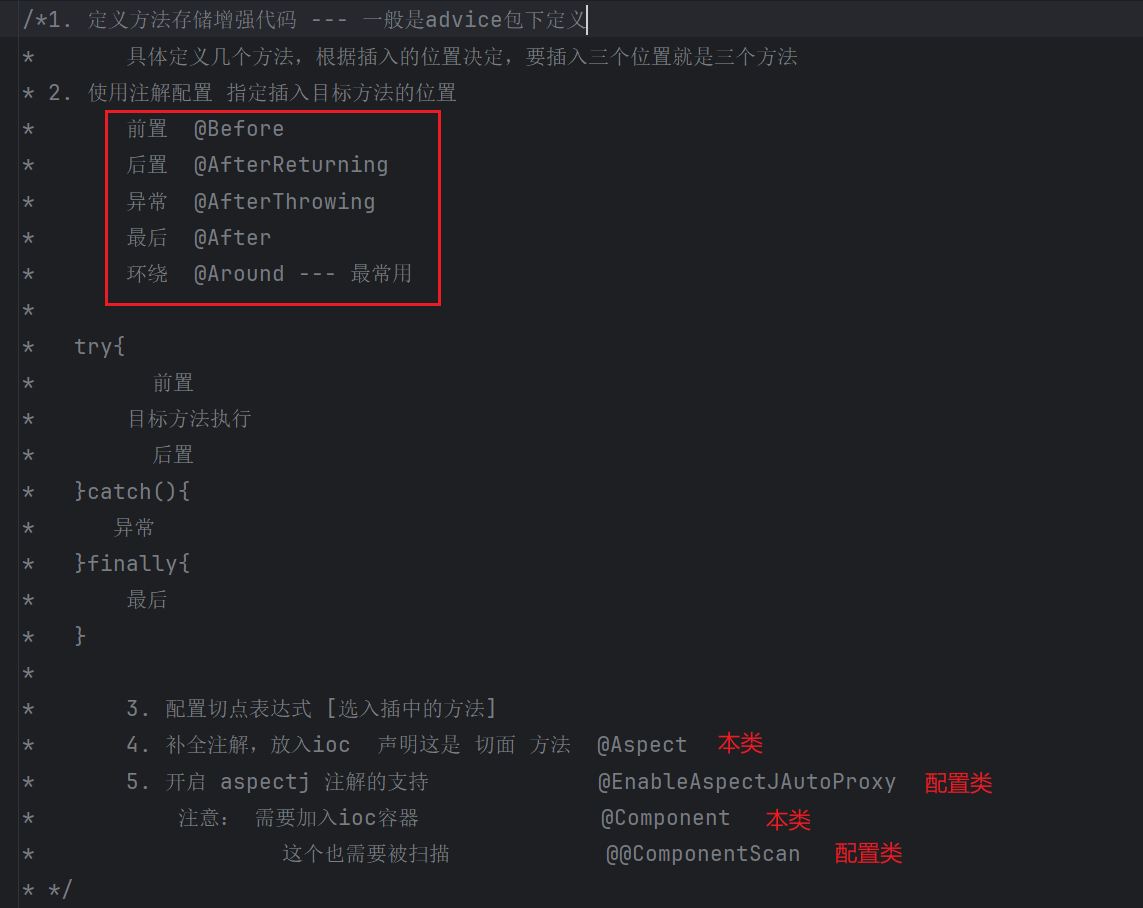 /*1. 定义方法存储增强代码 --- 一般是advice包下定义
* 具体定义几个方法，根据插入的位置决定，要插入三个位置就是三个方法
* 2. 使用注解配置 指定插入目标方法的位置
* 前置 @Before
* 后置 @AfterReturning
* 异常 @AfterThrowing
* 最后 @After
* 环绕 @Around --- 最常用
*
* try{
* 前置
* 目标方法执行
* 后置
* }catch(){
* 异常
* }finally{
* 最后
* }
*
* 3. 配置切点表达式 [选入插中的方法]
* 4. 补全注解，放入ioc 声明这是 切面 方法 @Aspect 本类
* 5. 开启 aspectj 注解的支持 @EnableAspectJAutoProxy 配置类
* 注意： 需要加入ioc容器 @Component 本类
* 这个也需要被扫描 @@ComponentScan 配置类
* */